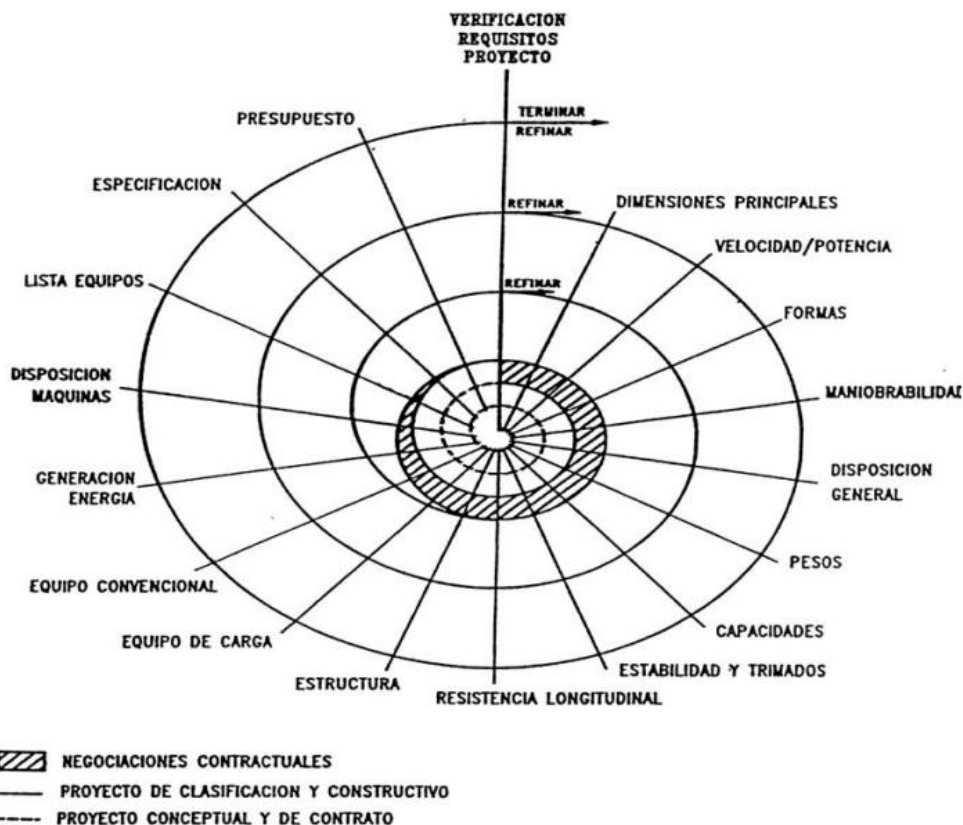 VERIFICACION
REQUISITOS
PROYECTO
TERMINAR
REFINAR
PRESUPUESTO
ESPECIFICACION
REFINAR
DIMENSIONES PRINCIPALES
VELOCIDAD/POTENCIA
LISTA EQUIPOS
REFINAR
FORMAS
DISPOSICION
MAQUINAS
MANIOBRABILIDAD
GENERACION
ENERGIA
DISPOSICION
GENERAL
EQUIPO CONVENCIONAL
PESOS
EQUIPO DE CARGA
CAPACIDADES
ESTRUCTURA
RESISTENCIA LONGITUDINAL
ESTABILIDAD Y TRIMADOS
NEGOCIACIONES CONTRACTUALES
PROYECTO DE CLASIFICACION Y CONSTRUCTIVO
PROYECTO CONCEPTUAL Y DE CONTRATO